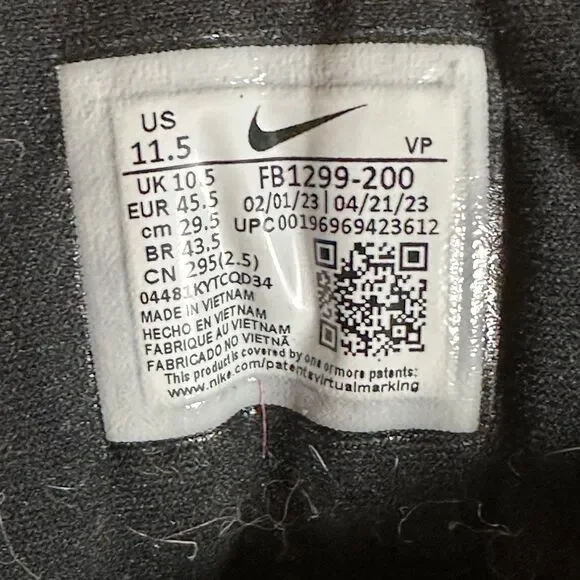 US
11.5
VP
UK 10.5 FB1299-200
EUR 45.5 02/01/23 | 04/21/23
cm 29.5 UPC00196969423612
BR 43.5
CN 295(2.5)
04481KYTCQD34
MADE IN VIETNAM
HECHO EN VIETNAM
FABRIQUE AU VIETNAM
FABRICADO NO VIETNÃ
This product is covered by one or more patents:
www.nike.com/patentsvirtualmarking